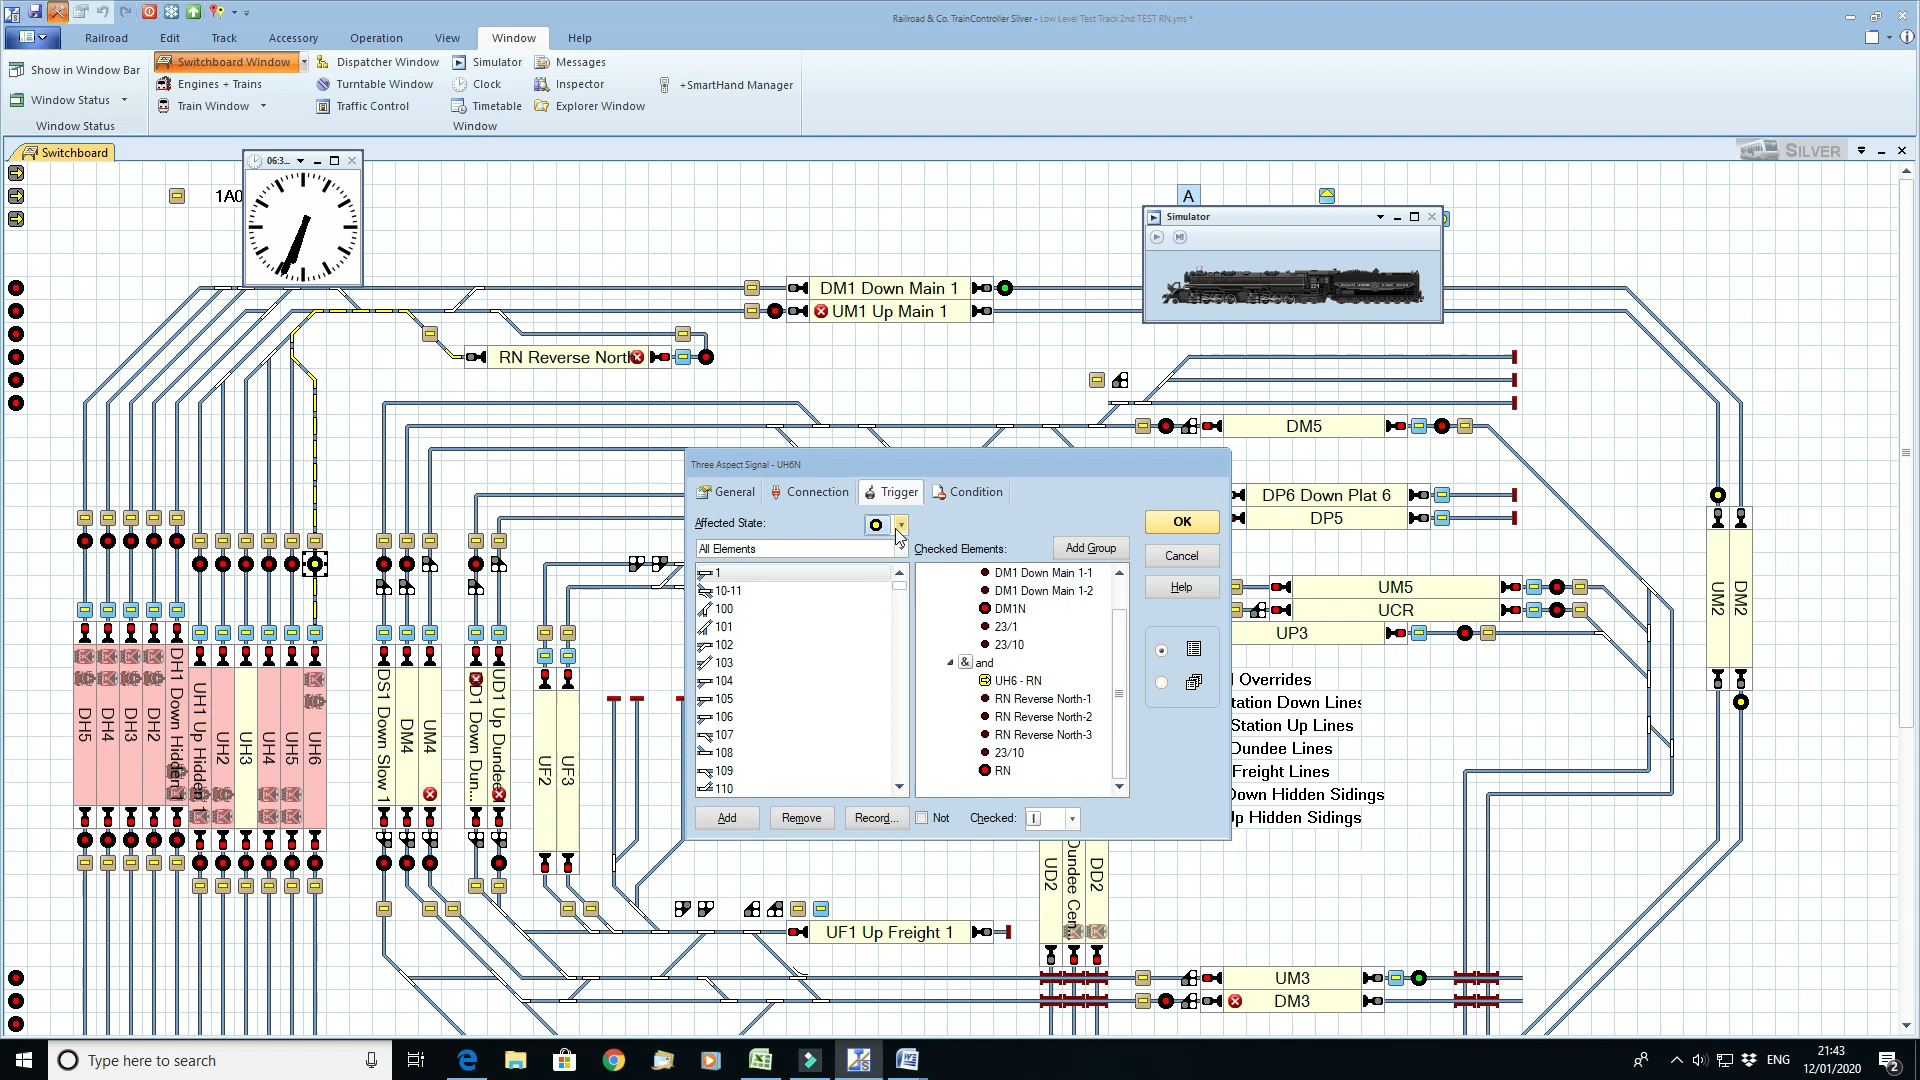 Railroad & Co. TrainController Silver - Low Level Test Track 2nd TEST RN.yrrs *
Railroad Edit Track Accessory Operation View Window Help
Show in Window Bar
Window Status
Window Status
Switchboard Window
Engines + Trains
Train Window
Dispatcher Window
Turntable Window
Traffic Control
Simulator
Clock
Timetable
Messages
Inspector
Explorer Window
+SmartHand Manager
Window
Switchboard
SILVER
06:3...
1A0
A
Simulator
DM1 Down Main 1
UM1 Up Main 1
RN Reverse North
DM5
DP6 Down Plat 6
DP5
UM5
UCR
UP3
UM2
DM2
Three Aspect Signal - UH6N
General Connection Trigger Condition
Affected State:
All Elements
Checked Elements:
Add Group
OK
Cancel
Help
1
10-11
100
101
102
103
104
105
106
107
108
109
110
DM1 Down Main 1-1
DM1 Down Main 1-2
DM1N
23/1
23/10
& and
UH6 - RN
RN Reverse North-1
RN Reverse North-2
RN Reverse North-3
23/10
RN
Add Remove Record... Not Checked:
l Overrides
tation Down Lines
Station Up Lines
Dundee Lines
Freight Lines
Down Hidden Sidings
Up Hidden Sidings
DH5
DH4
DH3
DH2
DH1 Down Hidden 1
UH1 Up Hidden 1
UH2
UH3
UH4
UH5
UH6
DS1 Down Slow 1
DM4
UM4
D1 Down Dun...
UD1 Up Dundee
UF2
UF3
UD2
Dundee Cen...
DD2
UF1 Up Freight 1
UM3
DM3
Type here to search
ENG
21:43
12/01/2020
2